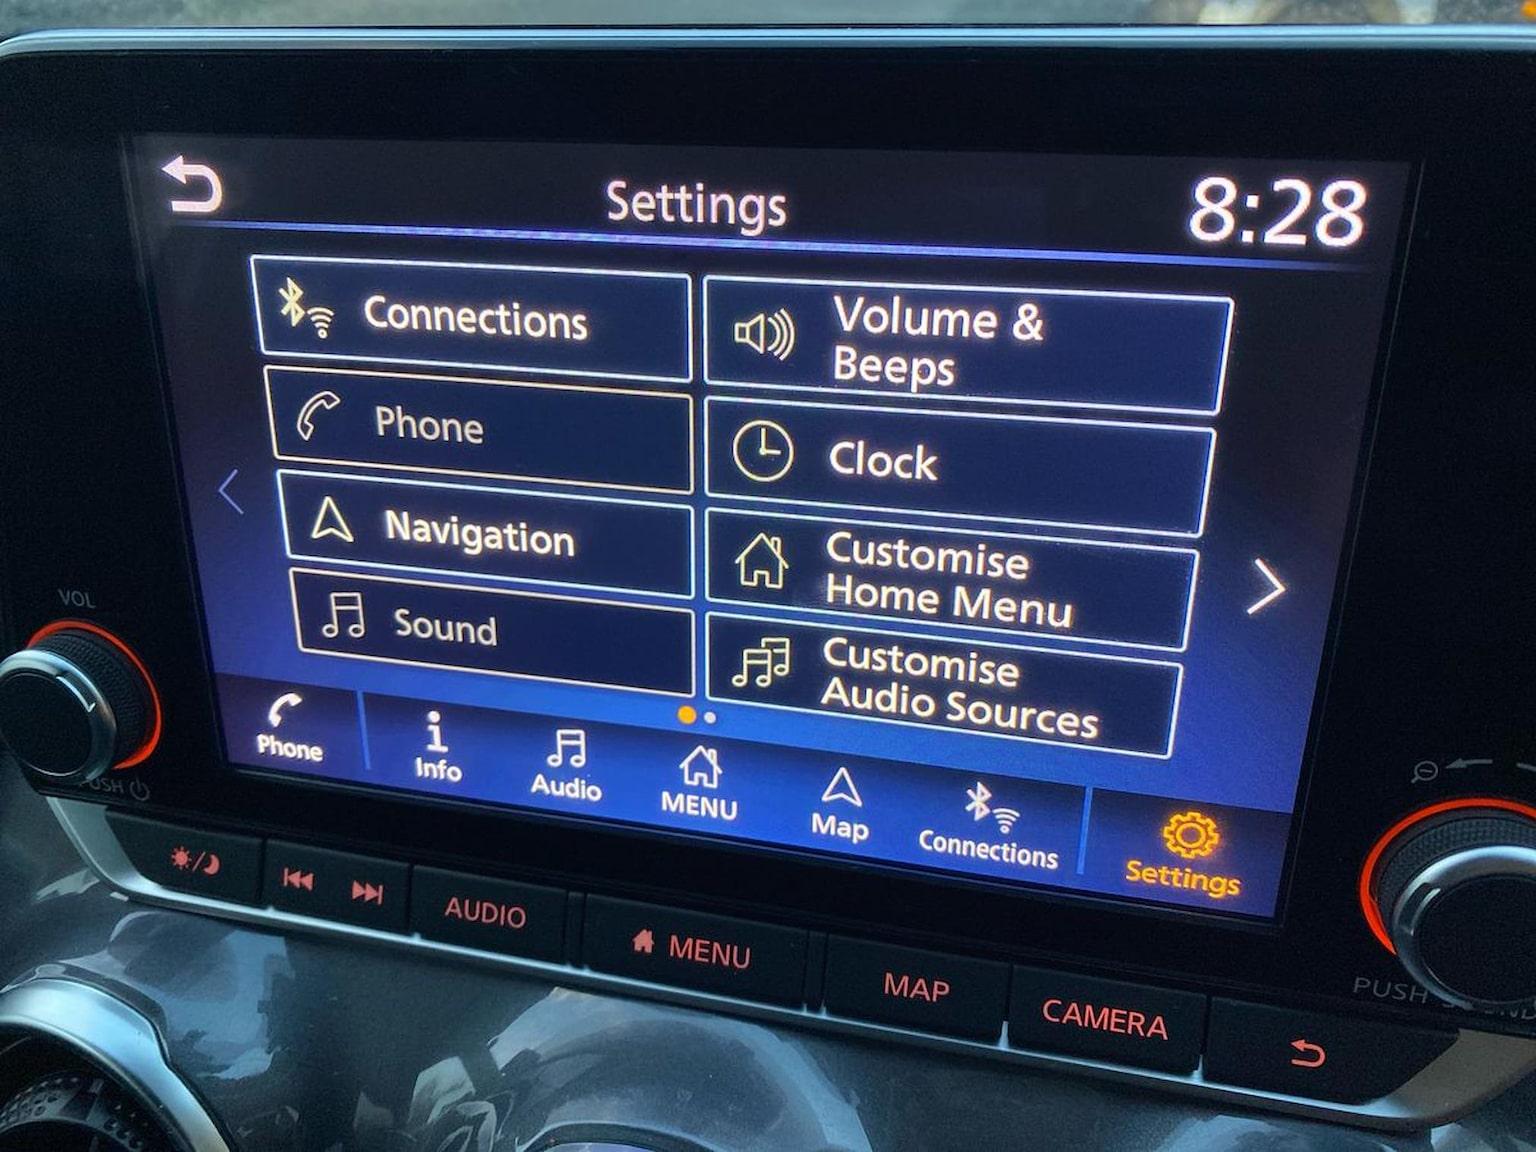 Settings
8:28
Connections
Volume &
Beeps
Phone
Clock
Navigation
Customise
Home Menu
Sound
Customise
Audio Sources
VOL
Phone
Info
Audio
MENU
Map
Connections
Settings
AUDIO
MENU
MAP
CAMERA
PUSH